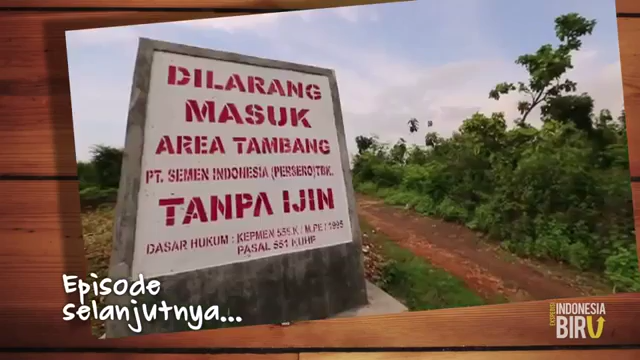 DILARANG
MASUK
AREA TAMBANG
PT. SEMEN INDONESIA (PERSERO)TBK.
TANPA IJIN
DASAR HUKUM : KEPMEN 555.K / M.PE / 1995
PASAL 551 KUHP
Episode
selanjutnya...
EKSPEDISI
INDONESIA
BIRU